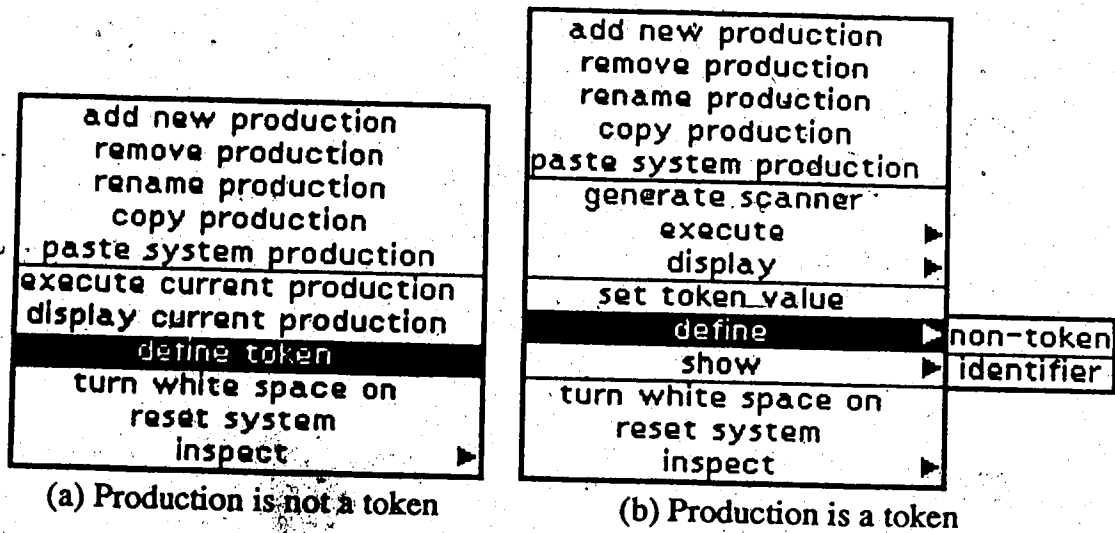 add new production
remove production
rename production
copy production
paste system production
execute current production
display current production
define token
turn white space on
reset system
inspect
(a) Production is not a token
add new production
remove production
rename production
copy production
paste system production
generate scanner
execute
display
set token value
define
show
turn white space on
reset system
inspect
non-token
identifier
(b) Production is a token